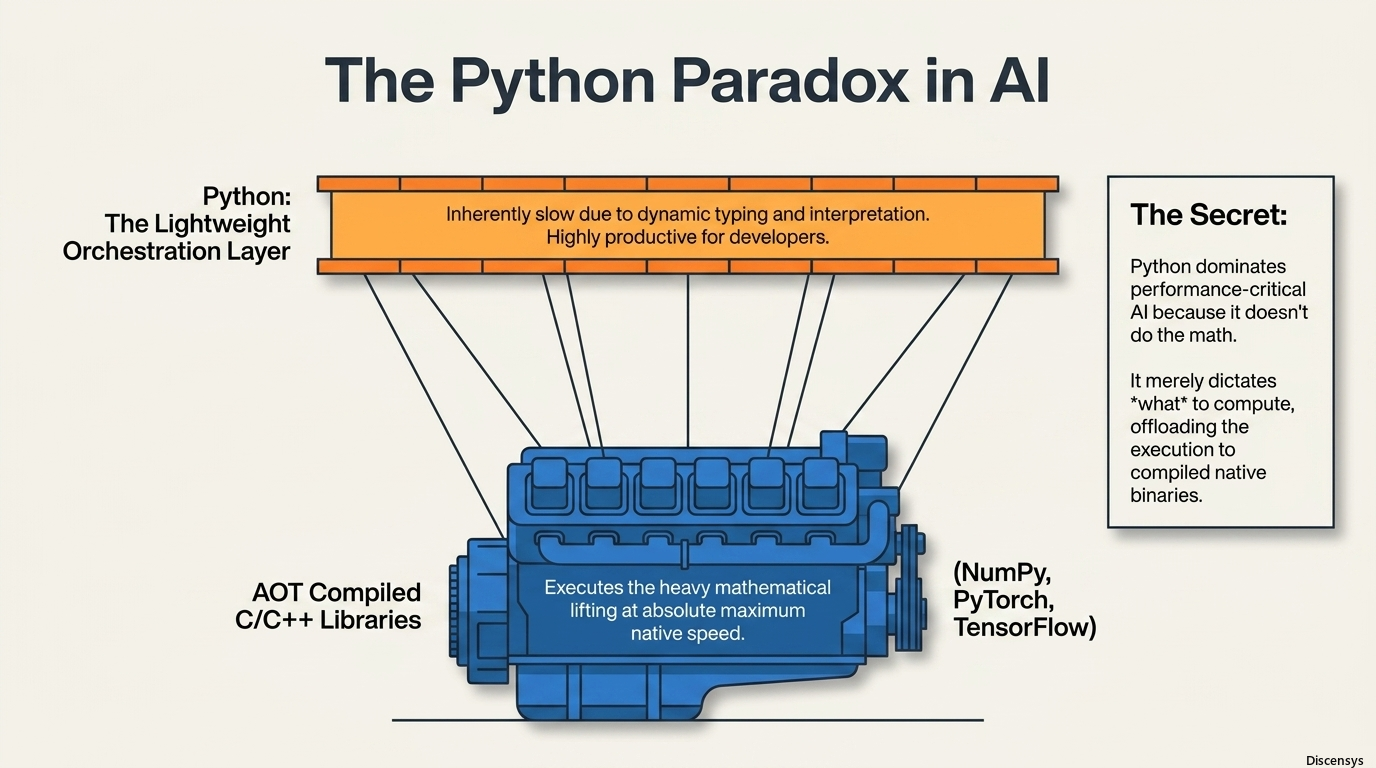 The Python Paradox in AI
Python:
The Lightweight
Orchestration Layer
Inherently slow due to dynamic typing and interpretation.
Highly productive for developers.
The Secret:
Python dominates
performance-critical
AI because it doesn't
do the math.
It merely dictates
*what* to compute,
offloading the
execution to
compiled native
binaries.
AOT Compiled
C/C++ Libraries
Executes the heavy mathematical
lifting at absolute maximum
native speed.
(NumPy,
PyTorch,
TensorFlow)
Discensys